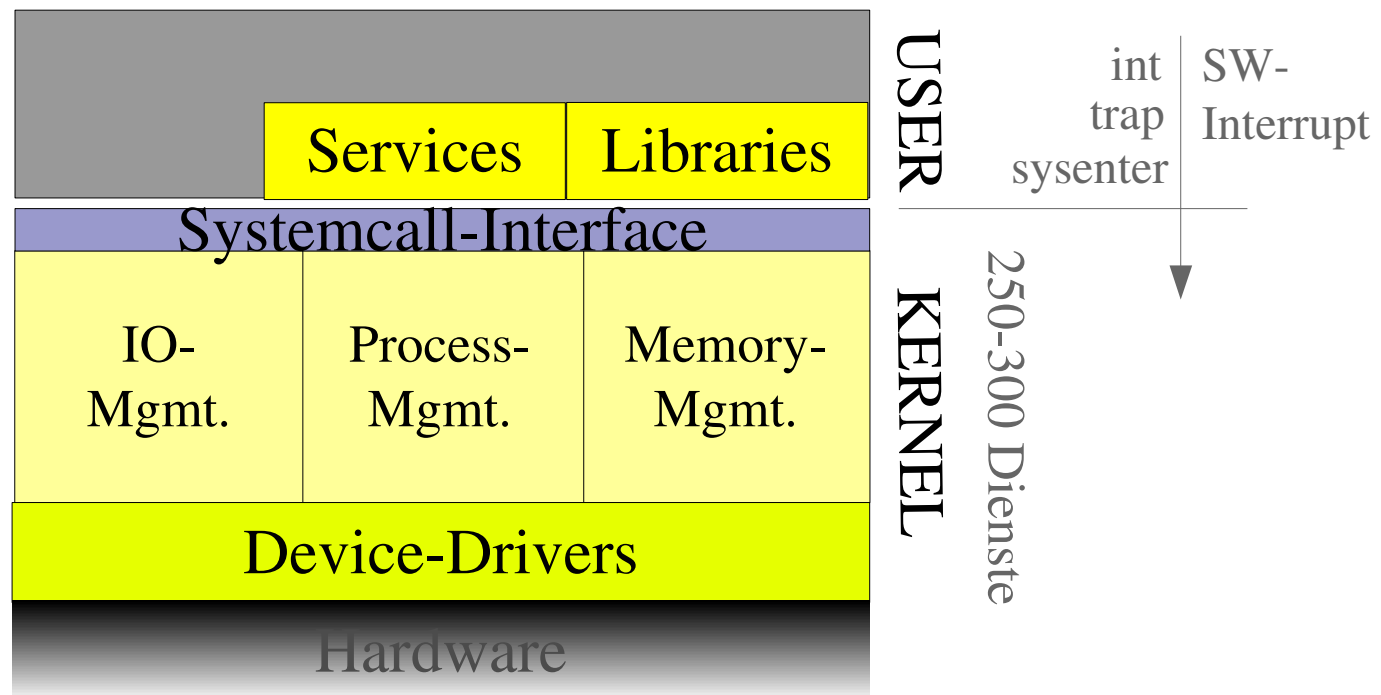 Services
Libraries
Systemcall-Interface
IO-
Mgmt.
Process-
Mgmt.
Memory-
Mgmt.
Device-Drivers
Hardware
USER
KERNEL
250-300 Dienste
int
trap
sysenter
SW-
Interrupt